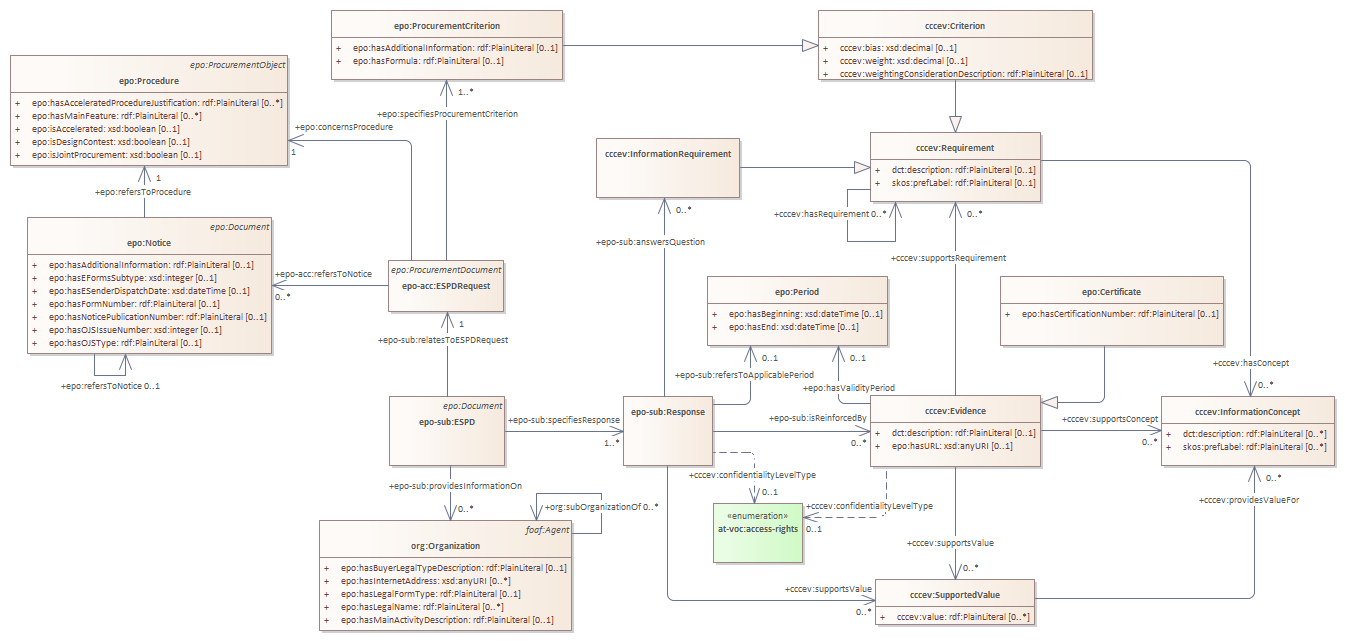 epo:ProcurementCriterion
+ epo:hasAdditionalInformation: rdf:PlainLiteral [0..1]
+ epo:hasFormula: rdf:PlainLiteral [0..1]
cccev:Criterion
+ cccev:bias: xsd:decimal [0..1]
+ cccev:weight: xsd:decimal [0..1]
+ cccev:weightingConsiderationDescription: rdf:PlainLiteral [0..1]
epo:ProcurementObject
epo:Procedure
+ epo:hasAcceleratedProcedureJustification: rdf:PlainLiteral [0..*]
+ epo:hasMainFeature: rdf:PlainLiteral [0..*]
+ epo:isAccelerated: xsd:boolean [0..1]
+ epo:isDesignContest: xsd:boolean [0..1]
+ epo:isJointProcurement: xsd:boolean [0..1]
1..*
+epo:specifiesProcurementCriterion
+epo:concernsProcedure
1
cccev:InformationRequirement
cccev:Requirement
+ dct:description: rdf:PlainLiteral [0..1]
+ skos:prefLabel: rdf:PlainLiteral [0..1]
1
+epo:refersToProcedure
0..*
+cccev:hasRequirement 0..*
0..*
epo:Document
epo:Notice
+ epo:hasAdditionalInformation: rdf:PlainLiteral [0..1]
+ epo:hasEFormsSubtype: xsd:integer [0..1]
+ epo:hasESenderDispatchDate: xsd:dateTime [0..1]
+ epo:hasFormNumber: rdf:PlainLiteral [0..1]
+ epo:hasNoticePublicationNumber: rdf:PlainLiteral [0..1]
+ epo:hasOJSIssueNumber: xsd:integer [0..1]
+ epo:hasOJSType: rdf:PlainLiteral [0..1]
+epo-sub:answersQuestion
+cccev:supportsRequirement
+epo-acc:refersToNotice
0..*
epo:ProcurementDocument
epo-acc:ESPDRequest
epo:Period
+ epo:hasBeginning: xsd:dateTime [0..1]
+ epo:hasEnd: xsd:dateTime [0..1]
epo:Certificate
+ epo:hasCertificationNumber: rdf:PlainLiteral [0..1]
1
+epo-sub:relatesToESPDRequest
0..1
0..1
+epo-sub:refersToApplicablePeriod
+epo:hasValidityPeriod
+cccev:hasConcept
0..*
+epo:refersToNotice 0..1
epo:Document
epo-sub:ESPD
+epo-sub:specifiesResponse
1..*
epo-sub:Response
+epo-sub:isReinforcedBy
0..*
cccev:Evidence
+ dct:description: rdf:PlainLiteral [0..1]
+ epo:hasURL: xsd:anyURI [0..1]
+cccev:supportsConcept
0..*
cccev:InformationConcept
+ dct:description: rdf:PlainLiteral [0..*]
+ skos:prefLabel: rdf:PlainLiteral [0..*]
+epo-sub:providesInformationOn
0..*
+cccev:confidentialityLevelType
0..1
+cccev:confidentialityLevelType
0..1
0..*
+cccev:providesValueFor
«enumeration»
at-voc:access-rights
+org:subOrganizationOf 0..*
foaf:Agent
org:Organization
+ epo:hasBuyerLegalTypeDescription: rdf:PlainLiteral [0..1]
+ epo:hasInternetAddress: xsd:anyURI [0..*]
+ epo:hasLegalFormType: rdf:PlainLiteral [0..1]
+ epo:hasLegalName: rdf:PlainLiteral [0..*]
+ epo:hasMainActivityDescription: rdf:PlainLiteral [0..1]
+cccev:supportsValue
0..*
+cccev:supportsValue
0..*
cccev:SupportedValue
+ cccev:value: rdf:PlainLiteral [0..*]